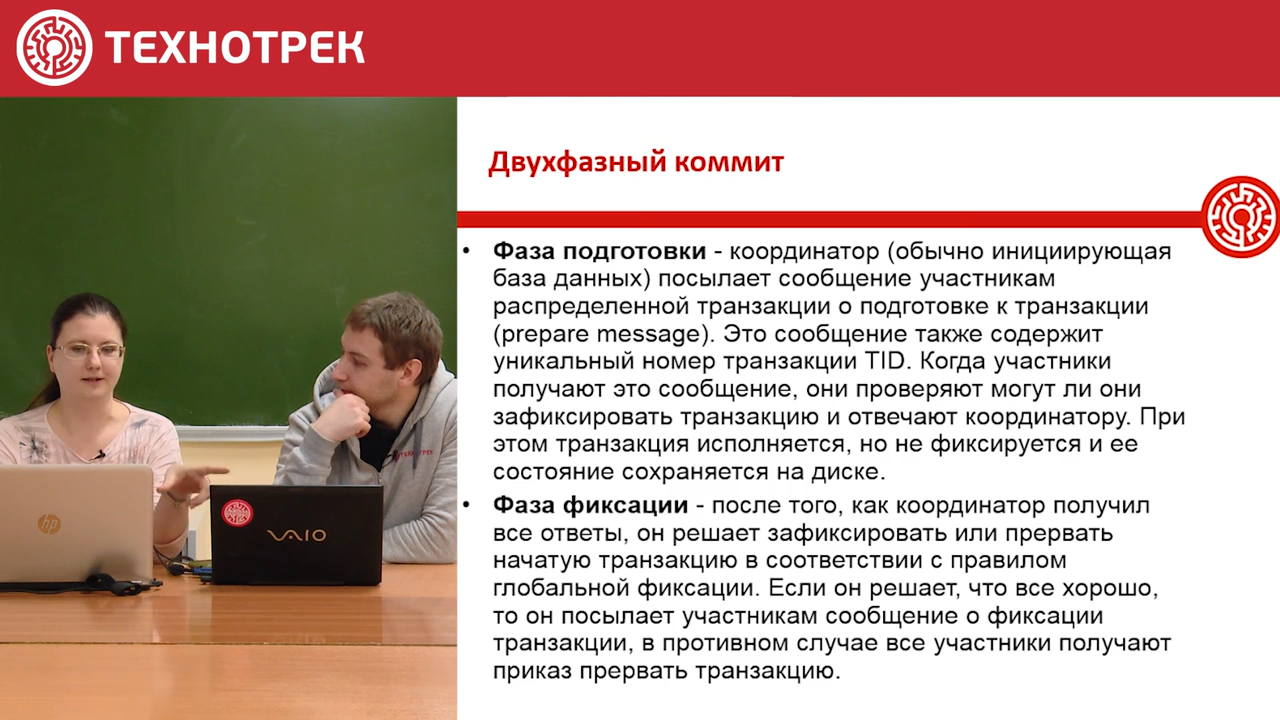 ТЕХНОТРЕК
Двухфазный коммит
• Фаза подготовки - координатор (обычно инициирующая
база данных) посылает сообщение участникам
распределенной транзакции о подготовке к транзакции
(prepare message). Это сообщение также содержит
уникальный номер транзакции TID. Когда участники
получают это сообщение, они проверяют могут ли они
зафиксировать транзакцию и отвечают координатору. При
этом транзакция исполняется, но не фиксируется и ее
состояние сохраняется на диске.
• Фаза фиксации - после того, как координатор получил
все ответы, он решает зафиксировать или прервать
начатую транзакцию в соответствии с правилом
глобальной фиксации. Если он решает, что все хорошо,
то он посылает участникам сообщение о фиксации
транзакции, в противном случае все участники получают
приказ прервать транзакцию.
hp
VAIO